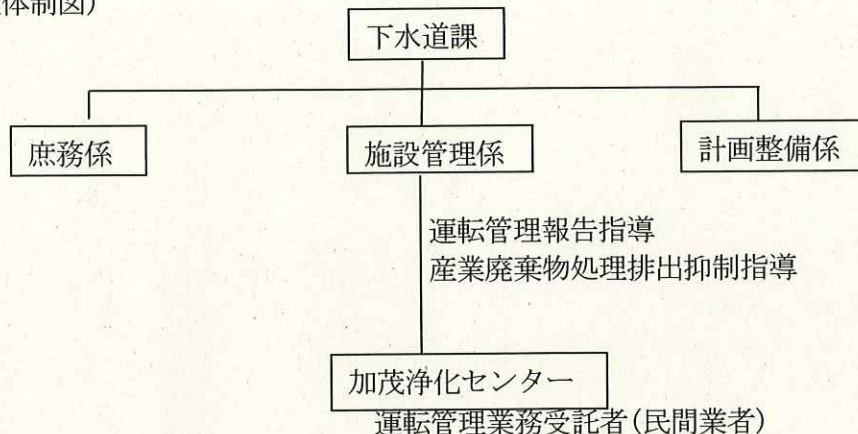 体制図)
下水道課
庶務係
施設管理係
計画整備係
運転管理報告指導
産業廃棄物処理排出抑制指導
加茂浄化センター
運転管理業務受託者(民間業者)